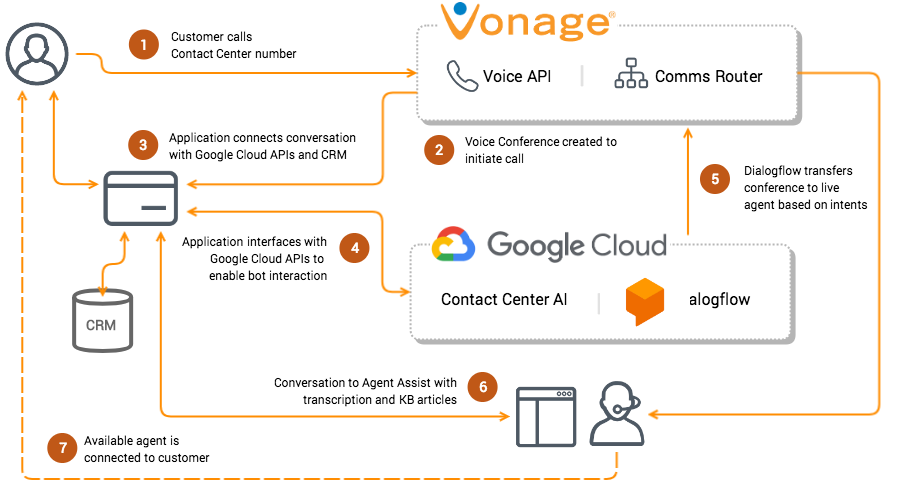 Vonage®
1
Customer calls
Contact Center number
Voice API
Comms Router
3
Application connects conversation
with Google Cloud APIs and CRM
2
Voice Conference created to
initiate call
5
Dialogflow transfers
conference to live
agent based on intents
4
Application interfaces with
Google Cloud APIs to
enable bot interaction
Google Cloud
Contact Center AI
alogflow
CRM
6
Conversation to Agent Assist with
transcription and KB articles
7
Available agent is
connected to customer